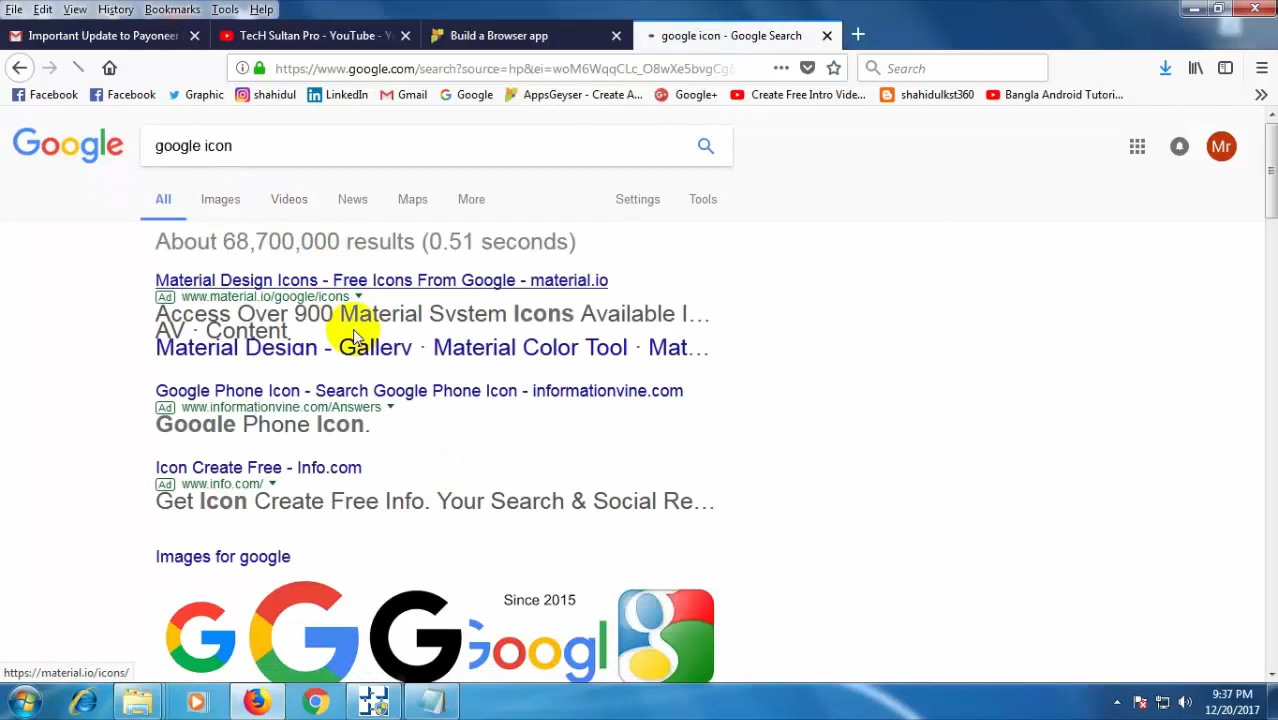 File Edit View History Bookmarks Tools Help
Important Update to Payoneer
TecH Sultan Pro - YouTube -
Build a Browser app
google icon - Google Search
https://www.google.com/search?source=hp&ei=woM6WqqCLc_O8wXe5bvgCg&
Search
Facebook Facebook Graphic shahidul LinkedIn Gmail Google AppsGeyser - Create A... Google+ Create Free Intro Vide... shahidulkst360 Bangla Android Tutori...
Google
google icon
Mr
All Images Videos News Maps More Settings Tools
About 68,700,000 results (0.51 seconds)
Material Design Icons - Free Icons From Google - material.io
Ad www.material.io/google/icons
Access Over 900 Material System Icons Available I...
AV · Content
Material Design - Gallery · Material Color Tool · Mat...
Google Phone Icon - Search Google Phone Icon - informationvine.com
Ad www.informationvine.com/Answers
Google Phone Icon.
Icon Create Free - Info.com
Ad www.info.com/
Get Icon Create Free Info. Your Search & Social Re...
Images for google
Since 2015
G G G Googl
https://material.io/icons/
9:37 PM
12/20/2017